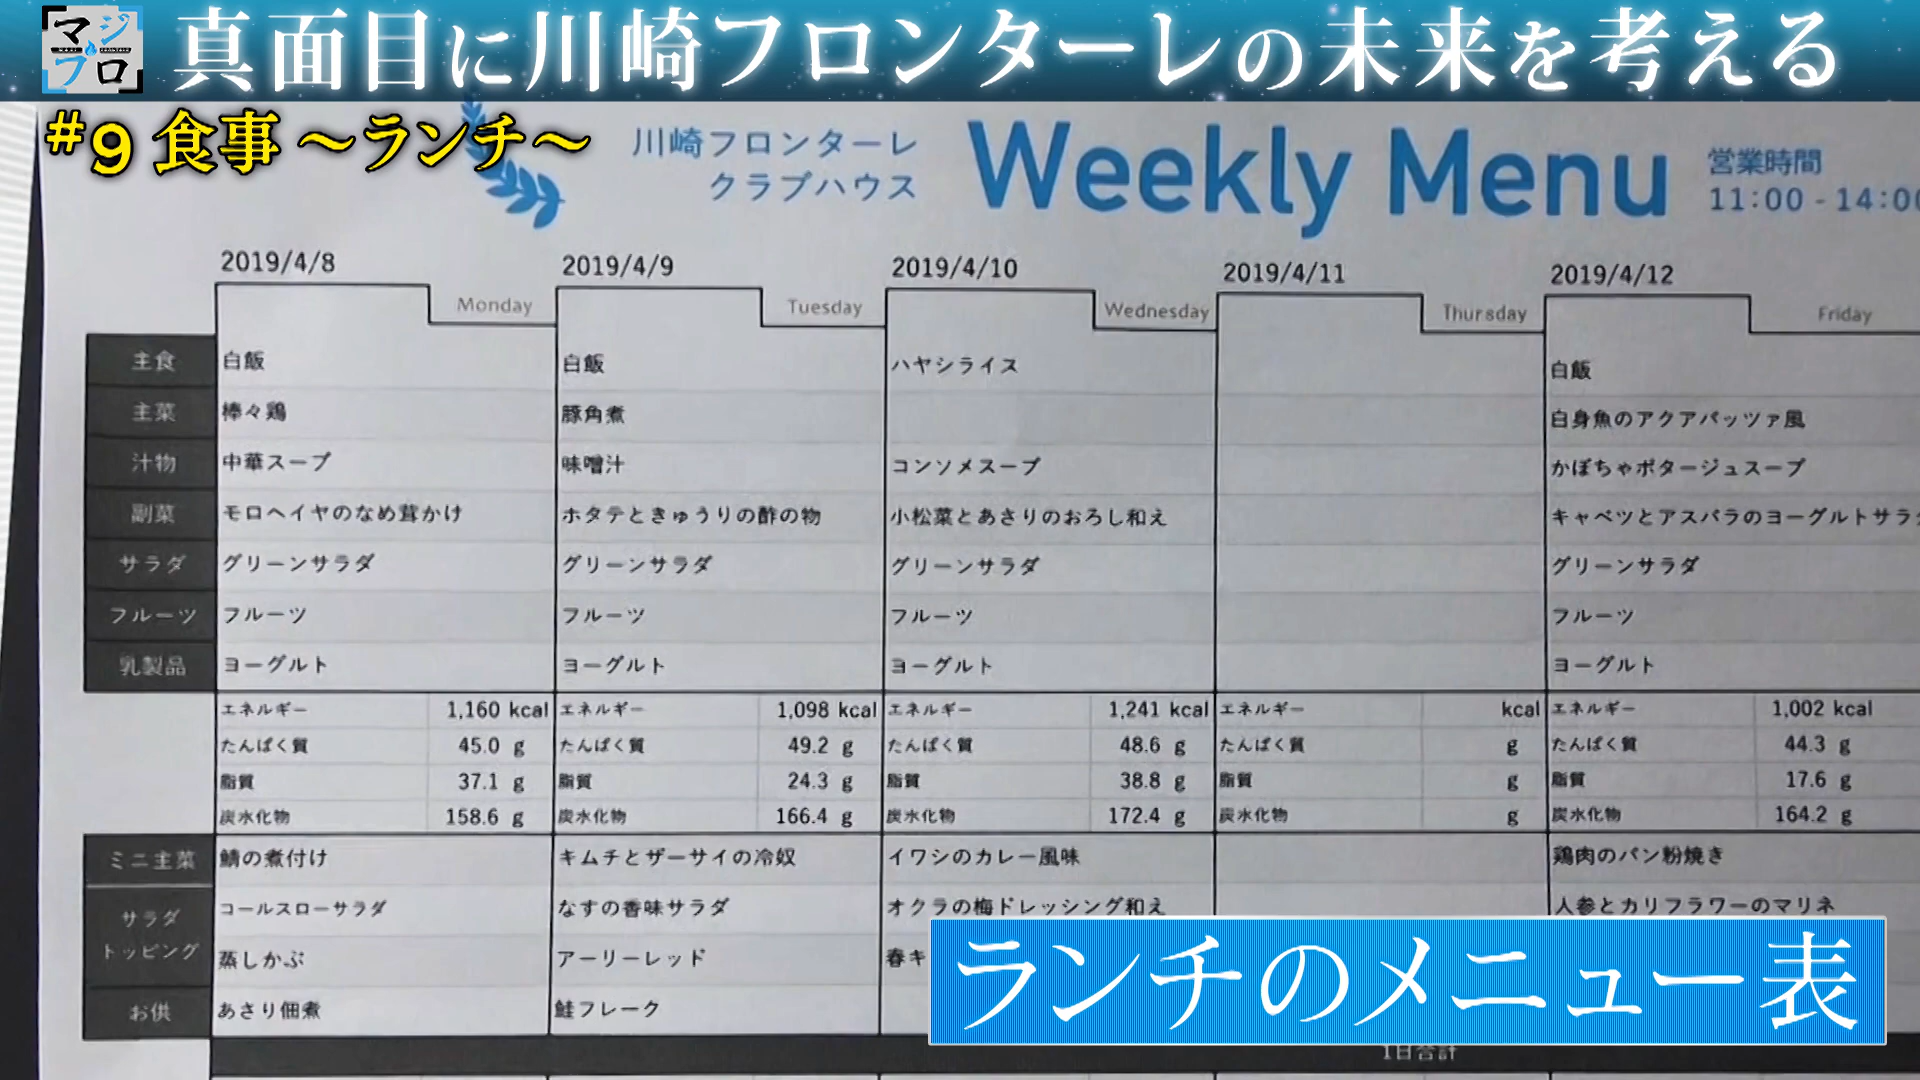 マジ
フロ
真面目に川崎フロンターレの未来を考える
#9 食事 ～ランチ～
川崎フロンターレ
クラブハウス
Weekly Menu
営業時間
11:00 - 14:00
2019/4/8 2019/4/9 2019/4/10 2019/4/11 2019/4/12
Monday Tuesday Wednesday Thursday Friday
主食 白飯 白飯 ハヤシライス 白飯
主菜 棒々鶏 豚角煮 白身魚のアクアパッツァ風
汁物 中華スープ 味噌汁 コンソメスープ かぼちゃポタージュスープ
副菜 モロヘイヤのなめ茸かけ ホタテときゅうりの酢の物 小松菜とあさりのおろし和え キャベツとアスパラのヨーグルトサラダ
サラダ グリーンサラダ グリーンサラダ グリーンサラダ グリーンサラダ
フルーツ フルーツ フルーツ フルーツ フルーツ
乳製品 ヨーグルト ヨーグルト ヨーグルト ヨーグルト
エネルギー 1,160 kcal エネルギー 1,098 kcal エネルギー 1,241 kcal エネルギー kcal エネルギー 1,002 kcal
たんぱく質 45.0 g たんぱく質 49.2 g たんぱく質 48.6 g たんぱく質 g たんぱく質 44.3 g
脂質 37.1 g 脂質 24.3 g 脂質 38.8 g 脂質 g 脂質 17.6 g
炭水化物 158.6 g 炭水化物 166.4 g 炭水化物 172.4 g 炭水化物 g 炭水化物 164.2 g
ミニ主菜 鯖の煮付け キムチとザーサイの冷奴 イワシのカレー風味 鶏肉のパン粉焼き
サラダ
トッピング
コールスローサラダ なすの香味サラダ オクラの梅ドレッシング和え 人参とカリフラワーのマリネ
蒸しかぶ アーリーレッド 春キ
お供 あさり佃煮 鮭フレーク
ランチのメニュー表
1日合計